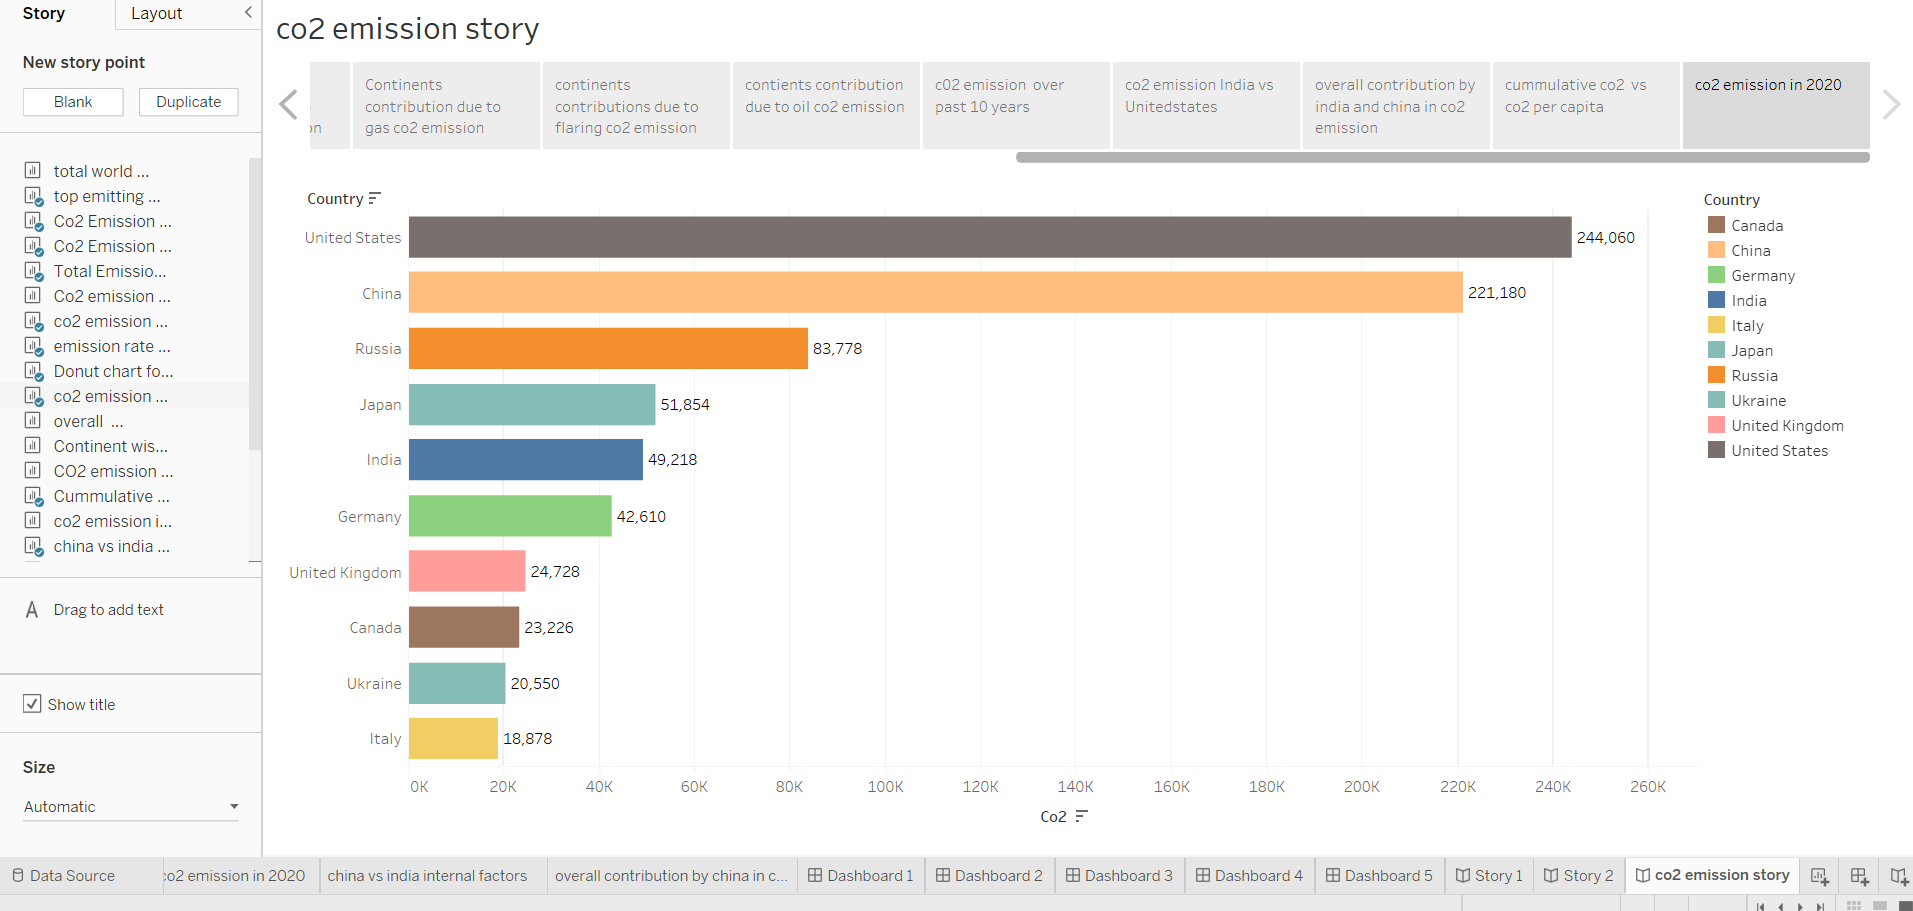 Story
Layout
New story point
Blank
Duplicate
total world ...
top emitting ...
Co2 Emission ...
Co2 Emission ...
Total Emissio...
Co2 emission ...
co2 emission ...
emission rate ...
Donut chart fo...
co2 emission ...
overall ...
Continent wis...
CO2 emission ...
Cummulative ...
co2 emission i...
china vs india ...
A Drag to add text
Show title
Size
Automatic
co2 emission story
on
Continents
contribution due to
gas co2 emission
continents
contributions due to
flaring co2 emission
contients contribution
due to oil co2 emission
c02 emission over
past 10 years
co2 emission India vs
Unitedstates
overall contribution by
india and china in co2
emission
cummulative co2 vs
co2 per capita
co2 emission in 2020
Country
United States 244,060
China 221,180
Russia 83,778
Japan 51,854
India 49,218
Germany 42,610
United Kingdom 24,728
Canada 23,226
Ukraine 20,550
Italy 18,878
0K 20K 40K 60K 80K 100K 120K 140K 160K 180K 200K 220K 240K 260K
Co2
Country
Canada
China
Germany
India
Italy
Japan
Russia
Ukraine
United Kingdom
United States
Data Source
co2 emission in 2020
china vs india internal factors
overall contribution by china in c...
Dashboard 1
Dashboard 2
Dashboard 3
Dashboard 4
Dashboard 5
Story 1
Story 2
co2 emission story